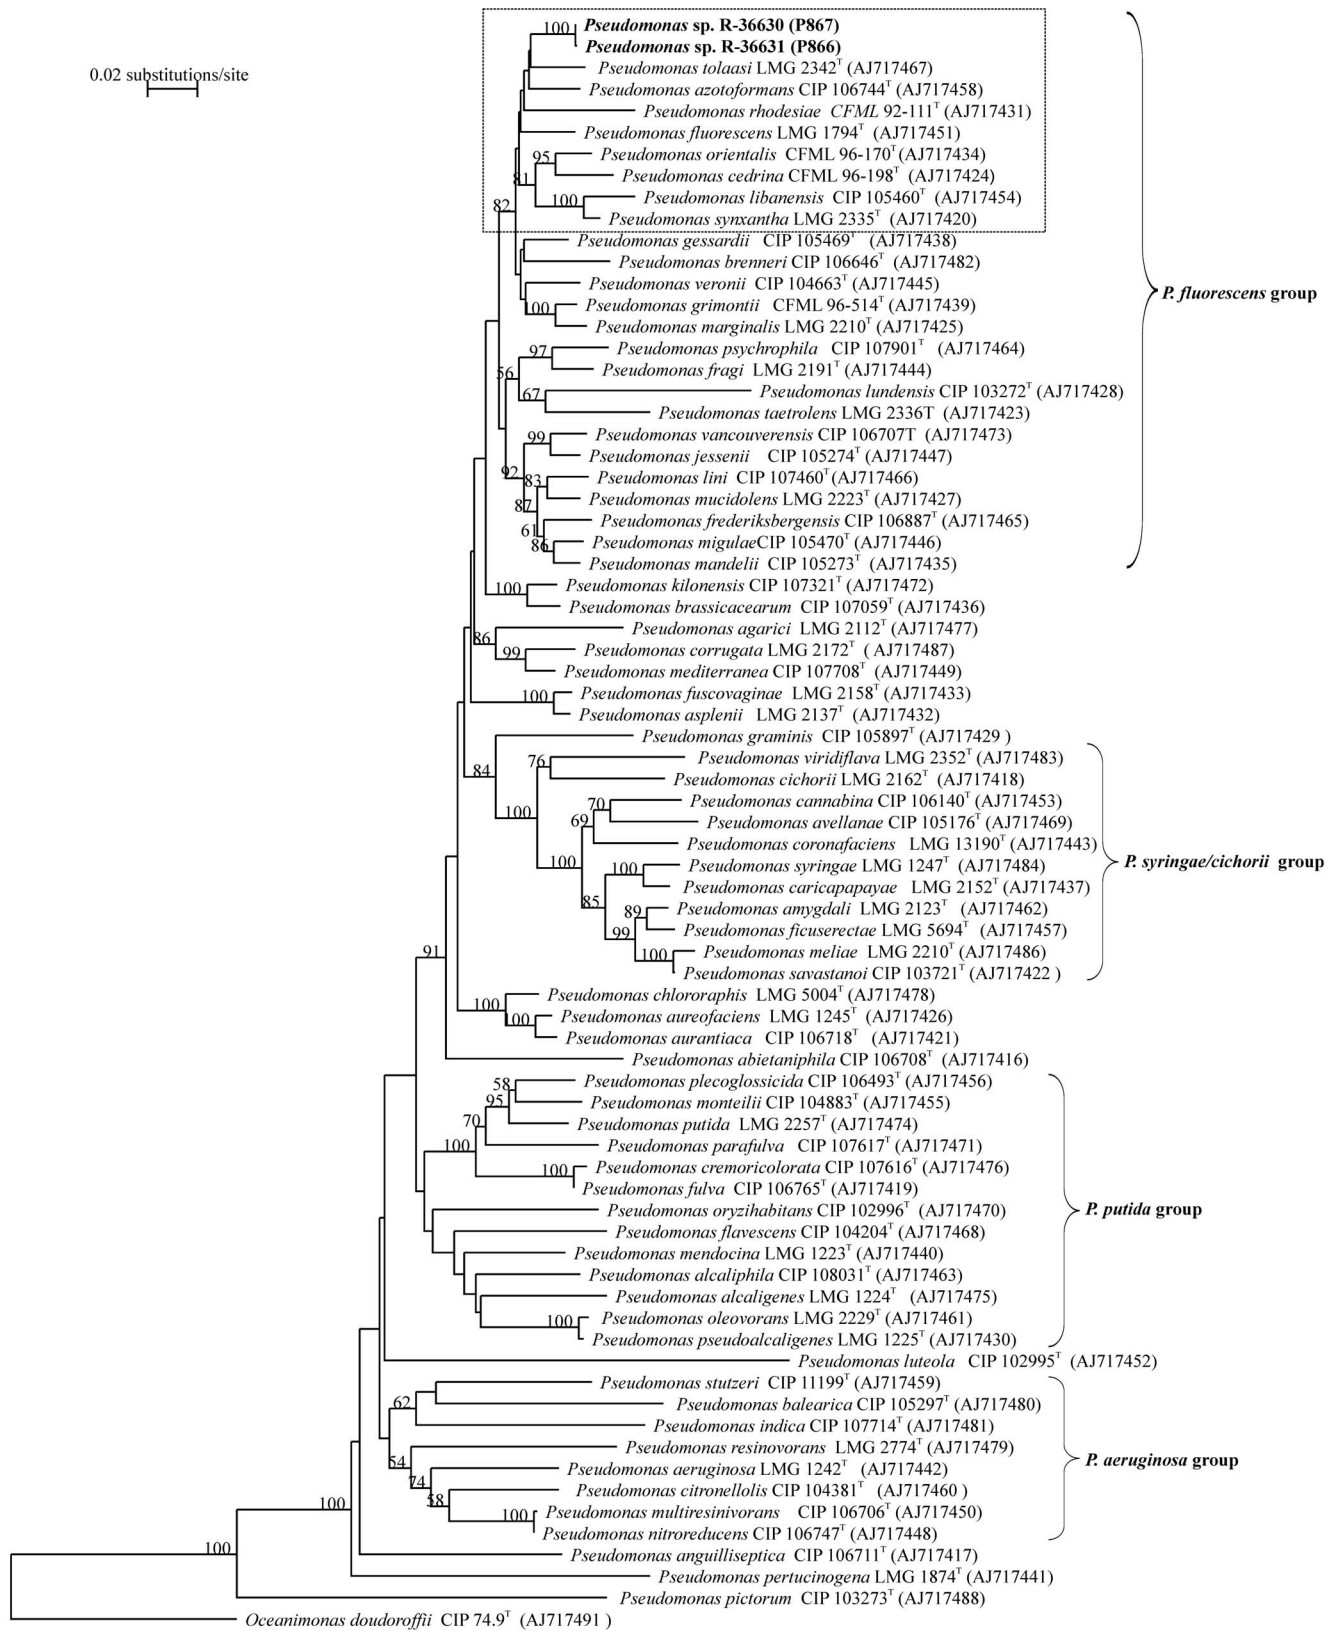 0.02 substitutions/site
100 Pseudomonas sp. R-36630 (P867)
Pseudomonas sp. R-36631 (P866)
Pseudomonas tolaasi LMG 2342T (AJ717467)
Pseudomonas azotoformans CIP 106744T (AJ717458)
Pseudomonas rhodesiae CFML 92-111T (AJ717431)
Pseudomonas fluorescens LMG 1794T (AJ717451)
95 Pseudomonas orientalis CFML 96-170T (AJ717434)
81 Pseudomonas cedrina CFML 96-198T (AJ717424)
100 Pseudomonas libanensis CIP 105460T (AJ717454)
82 Pseudomonas synxantha LMG 2335T (AJ717420)
Pseudomonas gessardii CIP 105469T (AJ717438)
Pseudomonas brenneri CIP 106646T (AJ717482)
Pseudomonas veronii CIP 104663T (AJ717445)
P. fluorescens group
100 Pseudomonas grimontii CFML 96-514T (AJ717439)
Pseudomonas marginalis LMG 2210T (AJ717425)
97 Pseudomonas psychrophila CIP 107901T (AJ717464)
56 Pseudomonas fragi LMG 2191T (AJ717444)
67 Pseudomonas lundensis CIP 103272T (AJ717428)
Pseudomonas taetrolens LMG 2336T (AJ717423)
99 Pseudomonas vancouverensis CIP 106707T (AJ717473)
Pseudomonas jessenii CIP 105274T (AJ717447)
92 83 Pseudomonas lini CIP 107460T (AJ717466)
87 Pseudomonas mucidolens LMG 2223T (AJ717427)
61 Pseudomonas frederiksbergensis CIP 106887T (AJ717465)
86 Pseudomonas migulaeCIP 105470T (AJ717446)
Pseudomonas mandelii CIP 105273T (AJ717435)
100 Pseudomonas kilonensis CIP 107321T (AJ717472)
Pseudomonas brassicacearum CIP 107059T (AJ717436)
86 Pseudomonas agarici LMG 2112T (AJ717477)
99 Pseudomonas corrugata LMG 2172T ( AJ717487)
Pseudomonas mediterranea CIP 107708T (AJ717449)
100 Pseudomonas fuscovaginae LMG 2158T (AJ717433)
Pseudomonas asplenii LMG 2137T (AJ717432)
Pseudomonas graminis CIP 105897T (AJ717429 )
84 76 Pseudomonas viridiflava LMG 2352T (AJ717483)
Pseudomonas cichorii LMG 2162T (AJ717418)
100 70 Pseudomonas cannabina CIP 106140T (AJ717453)
69 Pseudomonas avellanae CIP 105176T (AJ717469)
Pseudomonas coronafaciens LMG 13190T (AJ717443)
P. syringae/cichorii group
100 100 Pseudomonas syringae LMG 1247T (AJ717484)
Pseudomonas caricapapayae LMG 2152T (AJ717437)
85 89 Pseudomonas amygdali LMG 2123T (AJ717462)
99 Pseudomonas ficuserectae LMG 5694T (AJ717457)
91 100 Pseudomonas meliae LMG 2210T (AJ717486)
Pseudomonas savastanoi CIP 103721T (AJ717422 )
100 Pseudomonas chlororaphis LMG 5004T (AJ717478)
100 Pseudomonas aureofaciens LMG 1245T (AJ717426)
Pseudomonas aurantiaca CIP 106718T (AJ717421)
Pseudomonas abietaniphila CIP 106708T (AJ717416)
58 Pseudomonas plecoglossicida CIP 106493T (AJ717456)
95 Pseudomonas monteilii CIP 104883T (AJ717455)
70 Pseudomonas putida LMG 2257T (AJ717474)
100 Pseudomonas parafulva CIP 107617T (AJ717471)
100 Pseudomonas cremoricolorata CIP 107616T (AJ717476)
Pseudomonas fulva CIP 106765T (AJ717419)
Pseudomonas oryzihabitans CIP 102996T (AJ717470)
P. putida group
Pseudomonas flavescens CIP 104204T (AJ717468)
Pseudomonas mendocina LMG 1223T (AJ717440)
Pseudomonas alcaliphila CIP 108031T (AJ717463)
Pseudomonas alcaligenes LMG 1224T (AJ717475)
100 Pseudomonas oleovorans LMG 2229T (AJ717461)
Pseudomonas pseudoalcaligenes LMG 1225T (AJ717430)
Pseudomonas luteola CIP 102995T (AJ717452)
Pseudomonas stutzeri CIP 11199T (AJ717459)
62 Pseudomonas balearica CIP 105297T (AJ717480)
Pseudomonas indica CIP 107714T (AJ717481)
Pseudomonas resinovorans LMG 2774T (AJ717479)
P. aeruginosa group
54 Pseudomonas aeruginosa LMG 1242T (AJ717442)
74 Pseudomonas citronellolis CIP 104381T (AJ717460 )
58 100 Pseudomonas multiresinivorans CIP 106706T (AJ717450)
100 Pseudomonas nitroreducens CIP 106747T (AJ717448)
100 Pseudomonas anguilliseptica CIP 106711T (AJ717417)
Pseudomonas pertucinogena LMG 1874T (AJ717441)
Pseudomonas pictorum CIP 103273T (AJ717488)
Oceanimonas doudoroffii CIP 74.9T (AJ717491 )